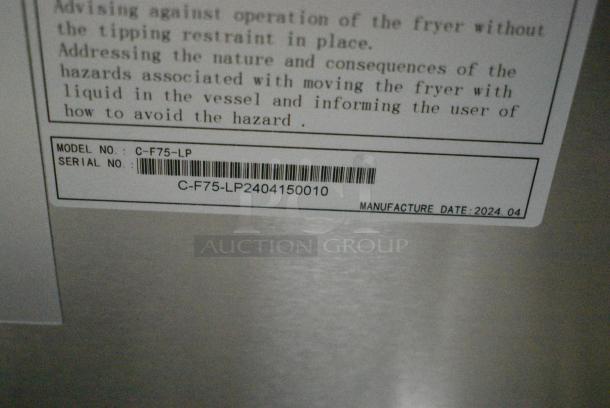 Advising against operation of the fryer without
the tipping restraint in place.
Addressing the nature and consequences of the
hazards associated with moving the fryer with
liquid in the vessel and informing the user of
how to avoid the hazard .
MODEL NO. : C-F75-LP
SERIAL NO. :
C-F75-LP2404150010
MANUFACTURE DATE:2024.04
AUCTION GROUP